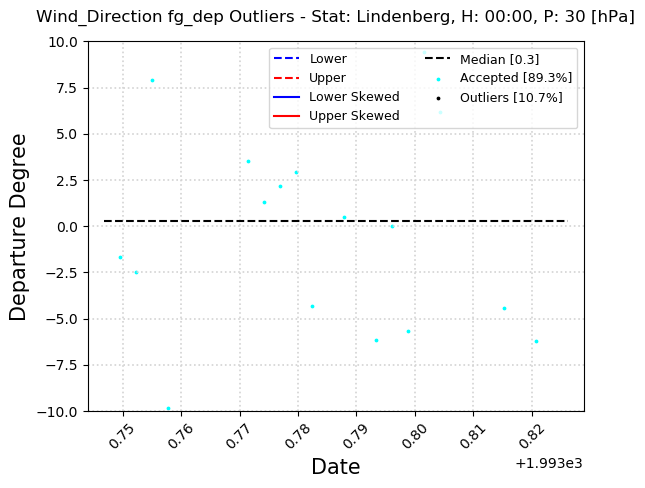 Wind_Direction fg_dep Outliers - Stat: Lindenberg, H: 00:00, P: 30 [hPa]
Departure Degree
10.0
7.5
5.0
2.5
0.0
−2.5
−5.0
−7.5
−10.0
Lower
Upper
Lower Skewed
Upper Skewed
Median [0.3]
Accepted [89.3%]
Outliers [10.7%]
0.75
0.76
0.77
0.78
0.79
0.80
0.81
0.82
+1.993e3
Date